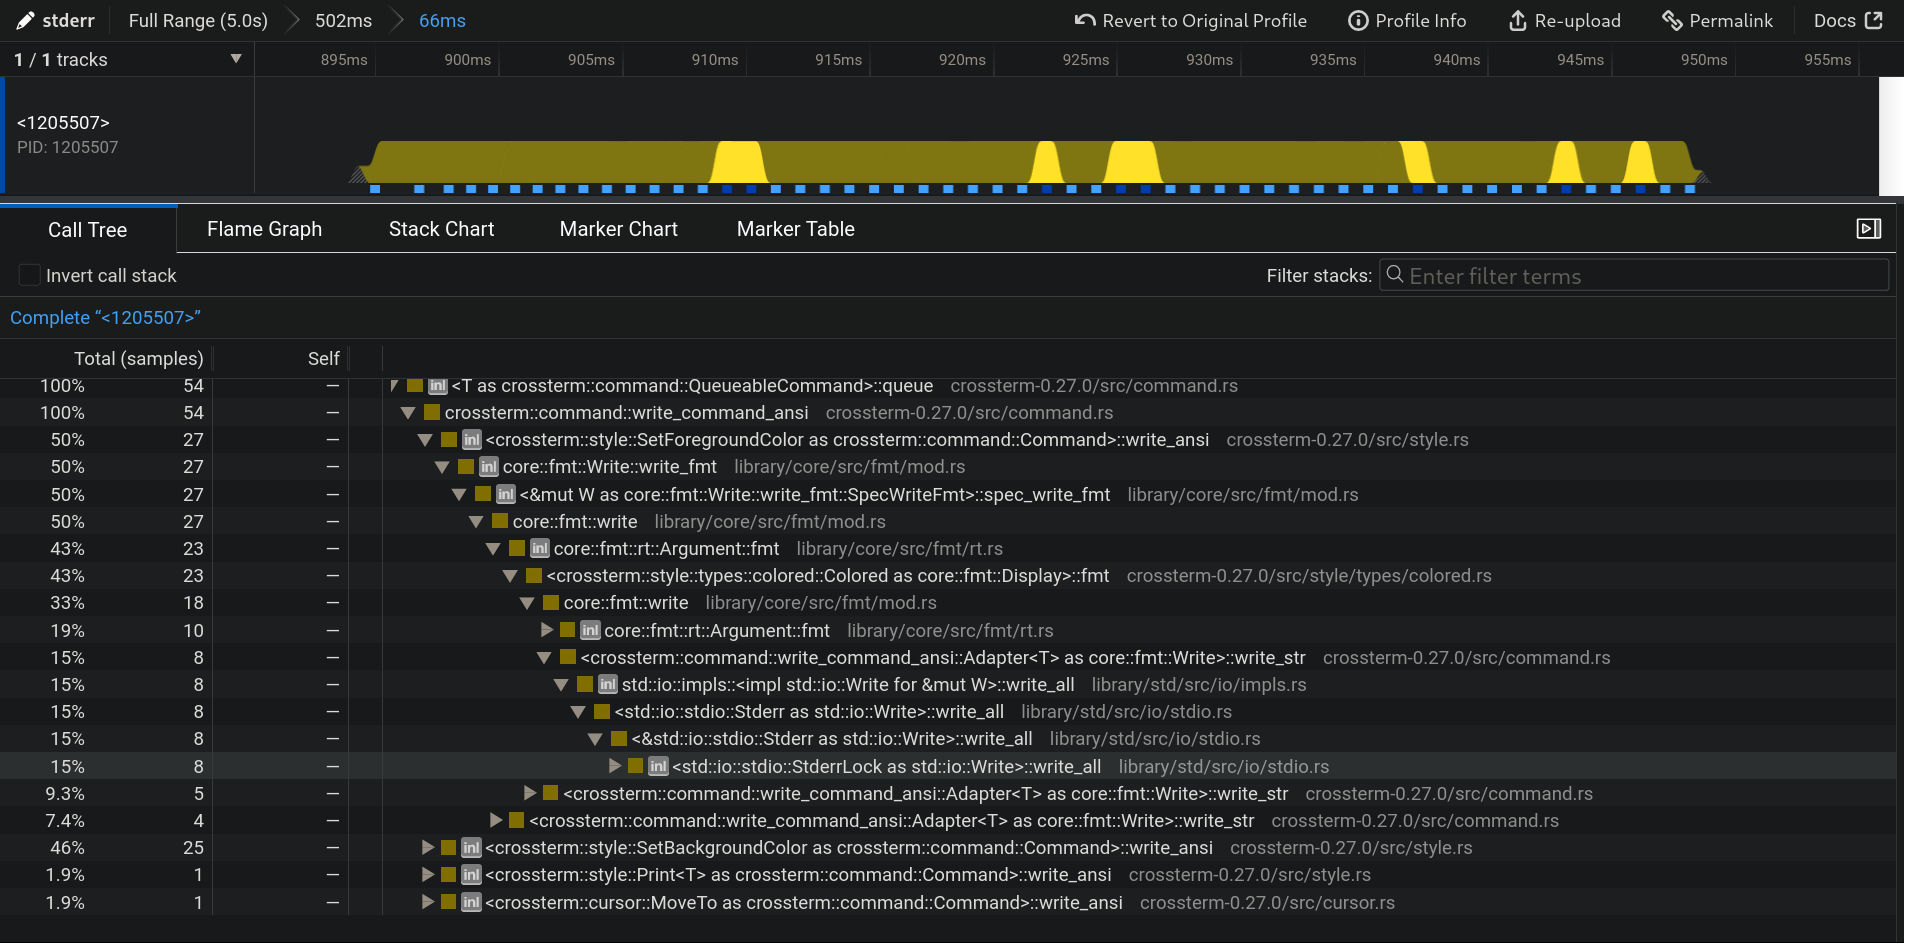 stderr Full Range (5.0s) 502ms 66ms Revert to Original Profile Profile Info Re-upload Permalink Docs
1 / 1 tracks 895ms 900ms 905ms 910ms 915ms 920ms 925ms 930ms 935ms 940ms 945ms 950ms 955ms
<1205507>
PID: 1205507
Call Tree Flame Graph Stack Chart Marker Chart Marker Table
Invert call stack Filter stacks: Enter filter terms
Complete “<1205507>”
Total (samples) Self
100% 54 — inl <T as crossterm::command::QueueableCommand>::queue crossterm-0.27.0/src/command.rs
100% 54 — crossterm::command::write_command_ansi crossterm-0.27.0/src/command.rs
50% 27 — inl <crossterm::style::SetForegroundColor as crossterm::command::Command>::write_ansi crossterm-0.27.0/src/style.rs
50% 27 — inl core::fmt::Write::write_fmt library/core/src/fmt/mod.rs
50% 27 — inl <&mut W as core::fmt::Write::write_fmt::SpecWriteFmt>::spec_write_fmt library/core/src/fmt/mod.rs
50% 27 — core::fmt::write library/core/src/fmt/mod.rs
43% 23 — inl core::fmt::rt::Argument::fmt library/core/src/fmt/rt.rs
43% 23 — <crossterm::style::types::colored::Colored as core::fmt::Display>::fmt crossterm-0.27.0/src/style/types/colored.rs
33% 18 — core::fmt::write library/core/src/fmt/mod.rs
19% 10 — inl core::fmt::rt::Argument::fmt library/core/src/fmt/rt.rs
15% 8 — <crossterm::command::write_command_ansi::Adapter<T> as core::fmt::Write>::write_str crossterm-0.27.0/src/command.rs
15% 8 — inl std::io::impls::<impl std::io::Write for &mut W>::write_all library/std/src/io/impls.rs
15% 8 — <std::io::stdio::Stderr as std::io::Write>::write_all library/std/src/io/stdio.rs
15% 8 — <&std::io::stdio::Stderr as std::io::Write>::write_all library/std/src/io/stdio.rs
15% 8 — inl <std::io::stdio::StderrLock as std::io::Write>::write_all library/std/src/io/stdio.rs
9.3% 5 — <crossterm::command::write_command_ansi::Adapter<T> as core::fmt::Write>::write_str crossterm-0.27.0/src/command.rs
7.4% 4 — <crossterm::command::write_command_ansi::Adapter<T> as core::fmt::Write>::write_str crossterm-0.27.0/src/command.rs
46% 25 — inl <crossterm::style::SetBackgroundColor as crossterm::command::Command>::write_ansi crossterm-0.27.0/src/style.rs
1.9% 1 — inl <crossterm::style::Print<T> as crossterm::command::Command>::write_ansi crossterm-0.27.0/src/style.rs
1.9% 1 — inl <crossterm::cursor::MoveTo as crossterm::command::Command>::write_ansi crossterm-0.27.0/src/cursor.rs